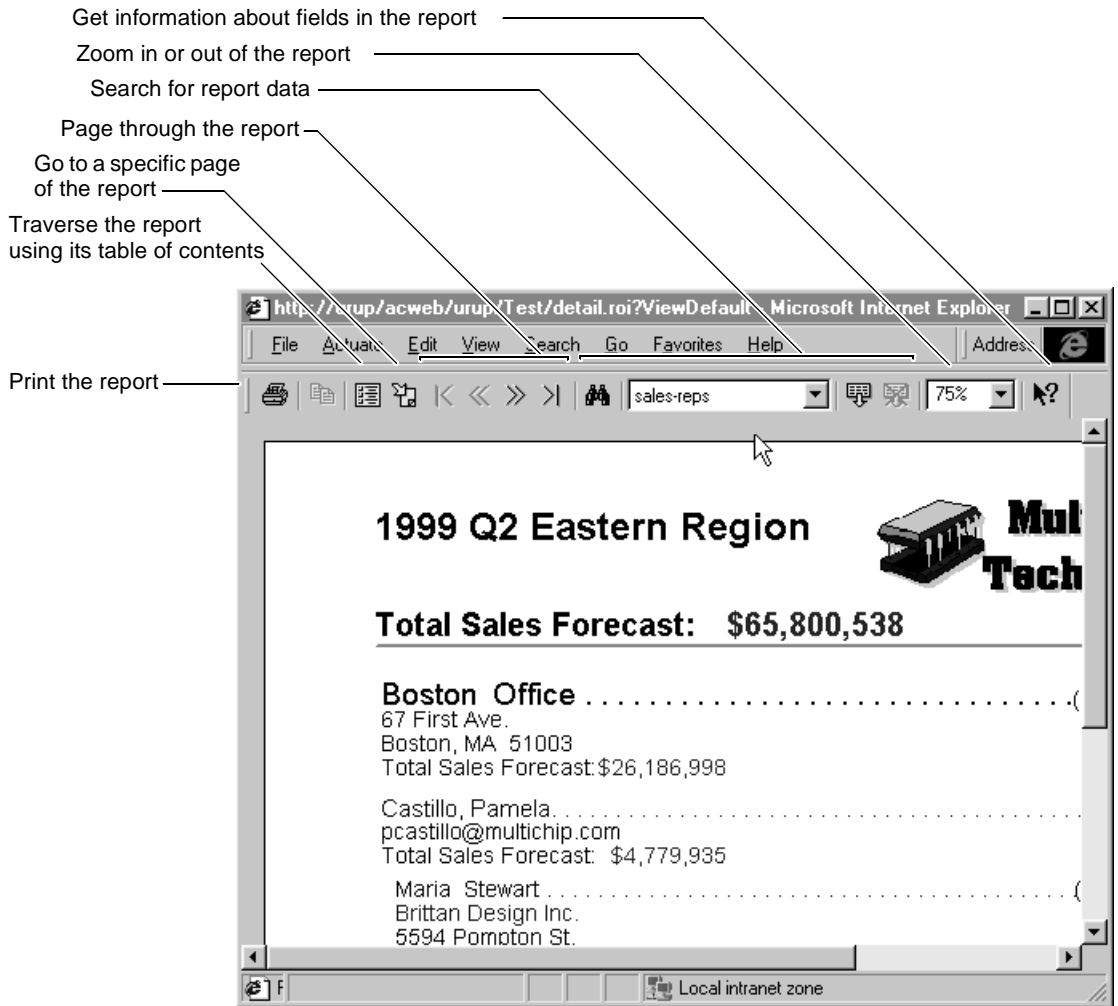 Get information about fields in the report
Zoom in or out of the report
Search for report data
Page through the report
Go to a specific page
of the report
Traverse the report
using its table of contents
Print the report
http://urup/acweb/urup/Test/detail.roi?ViewDefault - Microsoft Internet Explorer
File Actuate Edit View Search Go Favorites Help Address
sales-reps 75%
1999 Q2 Eastern Region
Mul
Tech
Total Sales Forecast: $65,800,538
Boston Office . . . . . . . . . . . . . . . . . . . . . . . . . . . . . . . .(
67 First Ave.
Boston, MA 51003
Total Sales Forecast:$26,186,998
Castillo, Pamela. . . . . . . . . . . . . . . . . . . . . . . . . . . . . . . . . . . . . . .
pcastillo@multichip.com
Total Sales Forecast: $4,779,935
Maria Stewart . . . . . . . . . . . . . . . . . . . . . . . . . . . . . . . . . . . . . . . (
Brittan Design Inc.
5594 Pompton St.
Local intranet zone